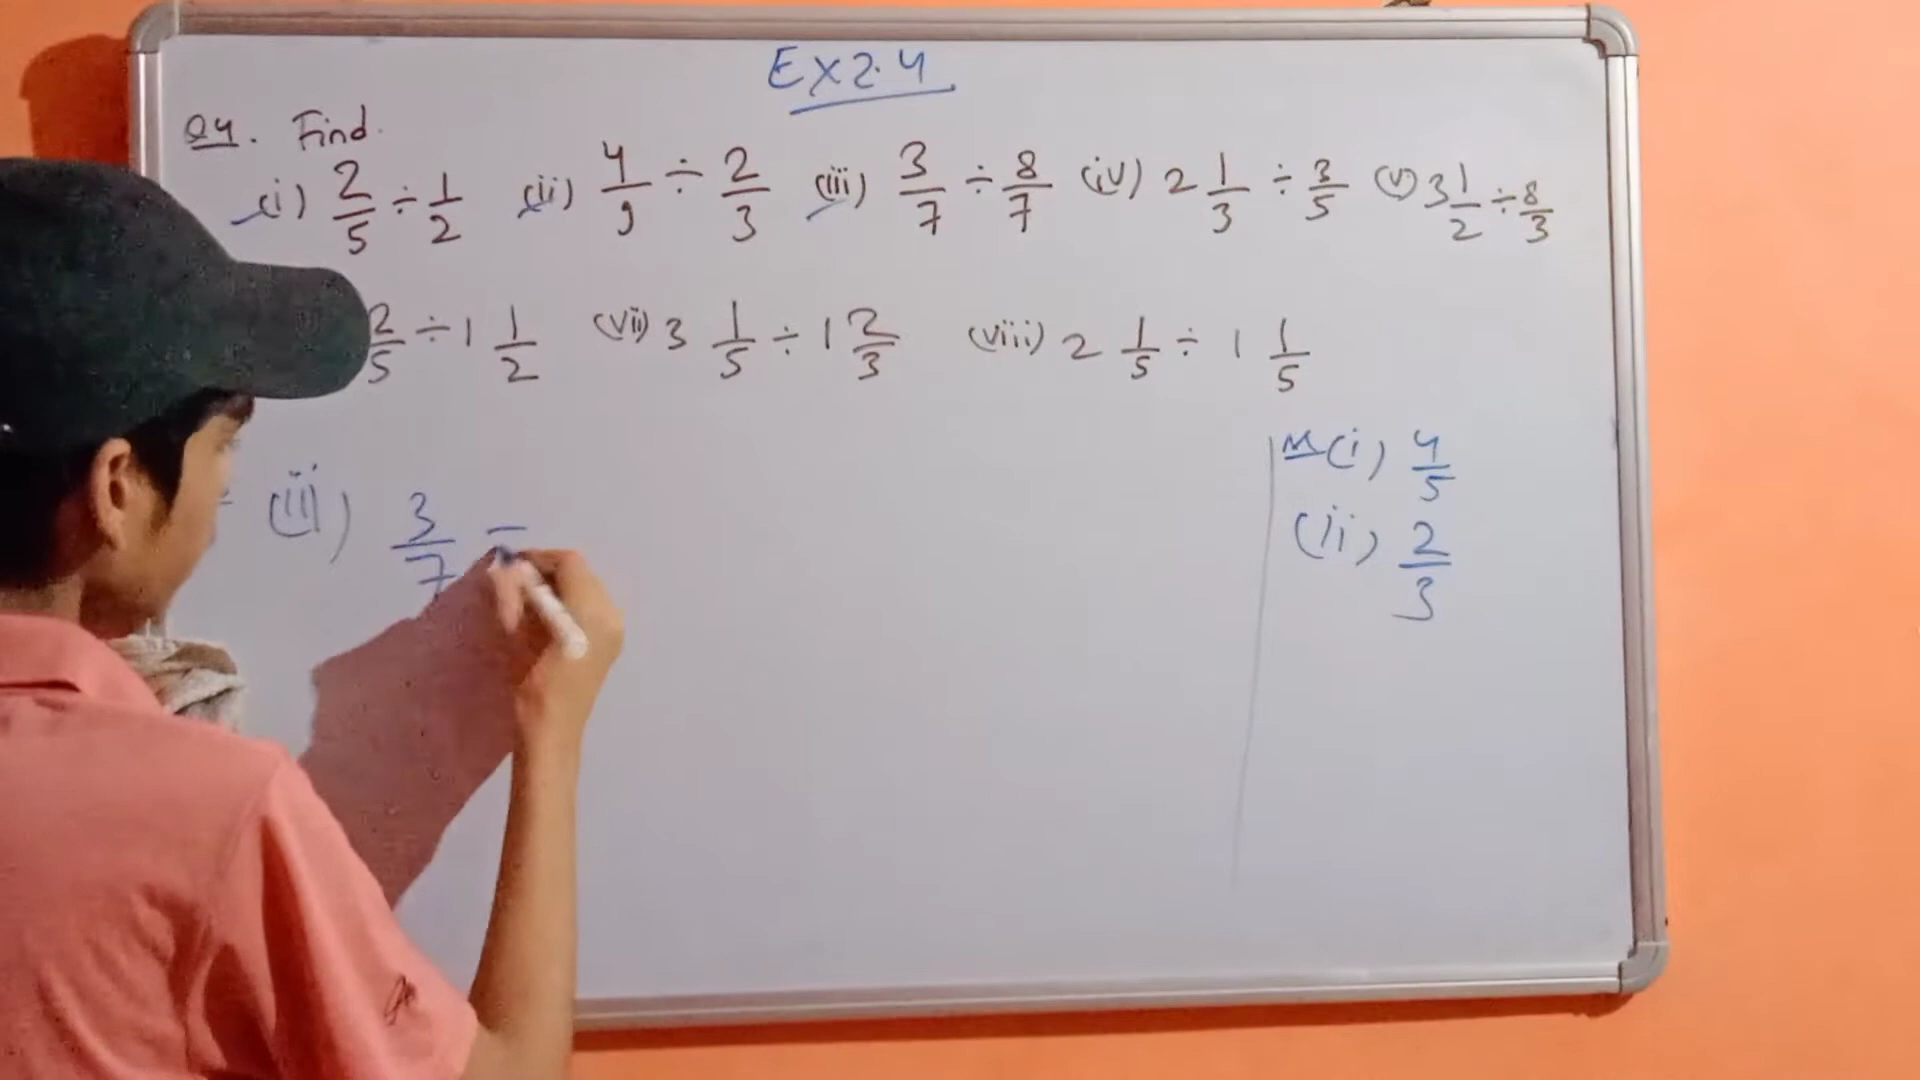 Ex 2.4
Q4. Find.
(i) 2/5 ÷ 1/2 (ii) 4/9 ÷ 2/3 (iii) 3/7 ÷ 8/7 (iv) 2 1/3 ÷ 3/5 (v) 3 1/2 ÷ 8/3
2/5 ÷ 1 1/2 (vii) 3 1/5 ÷ 1 2/3 (viii) 2 1/5 ÷ 1 1/5
(iii) 3/7
(i) 4/5
(ii) 2/3